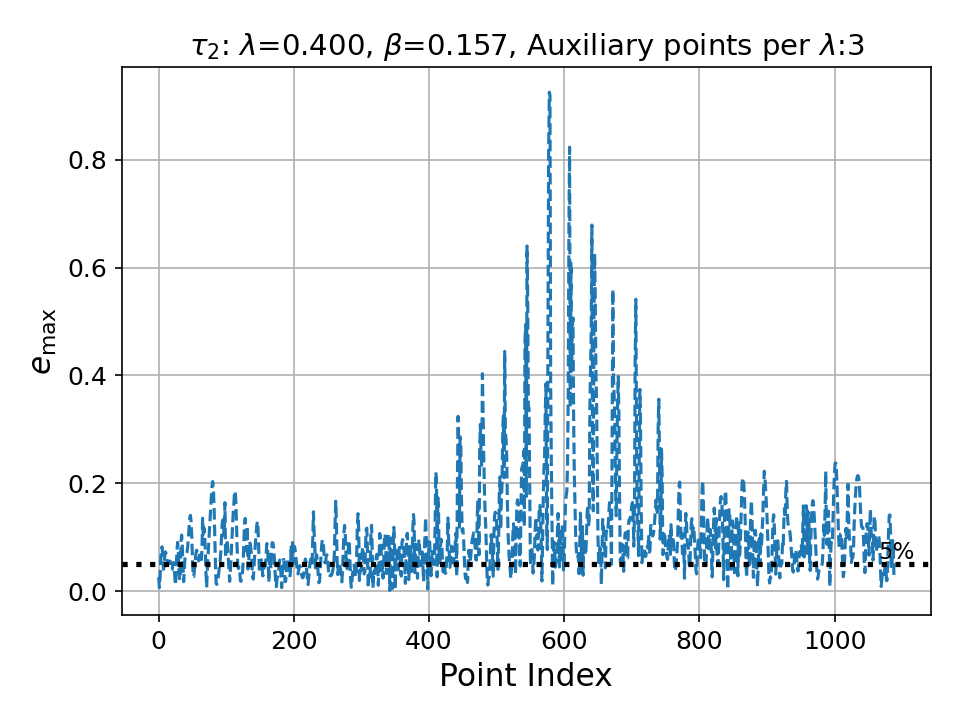 τ₂: λ=0.400, β=0.157, Auxiliary points per λ:3
e_max
0.8
0.6
0.4
0.2
0.0
5%
0 200 400 600 800 1000
Point Index